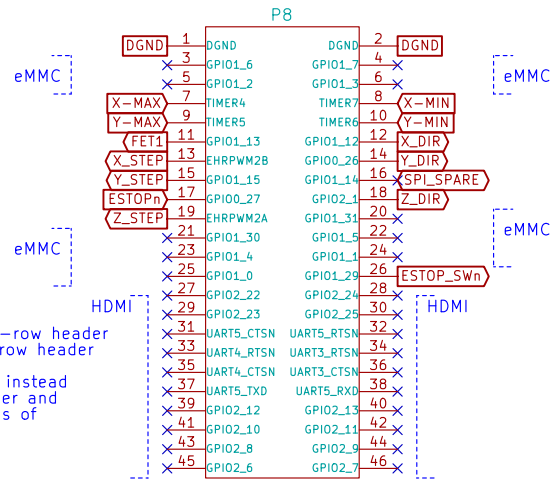 P8
DGND 1 DGND DGND 2 DGND
3 GPIO1_6 GPIO1_7 4
eMMC eMMC
5 GPIO1_2 GPIO1_3 6
X-MAX 7 TIMER4 TIMER7 8 X-MIN
Y-MAX 9 TIMER5 TIMER6 10 Y-MIN
FET1 11 GPIO1_13 GPIO1_12 12 X_DIR
X_STEP 13 EHRPWM2B GPIO0_26 14 Y_DIR
Y_STEP 15 GPIO1_15 GPIO1_14 16 SPI_SPARE
ESTOPn 17 GPIO0_27 GPIO2_1 18 Z_DIR
Z_STEP 19 EHRPWM2A GPIO1_31 20
eMMC
21 GPIO1_30 GPIO1_5 22
eMMC
23 GPIO1_4 GPIO1_1 24
25 GPIO1_0 GPIO1_29 26 ESTOP_SWn
27 GPIO2_22 GPIO2_24 28
HDMI HDMI
29 GPIO2_23 GPIO2_25 30
31 UART5_CTSN UART5_RTSN 32
-row header
33 UART4_RTSN UART3_RTSN 34
row header
35 UART4_CTSN UART3_CTSN 36
instead
37 UART5_TXD UART5_RXD 38
er and
39 GPIO2_12 GPIO2_13 40
s of
41 GPIO2_10 GPIO2_11 42
43 GPIO2_8 GPIO2_9 44
45 GPIO2_6 GPIO2_7 46